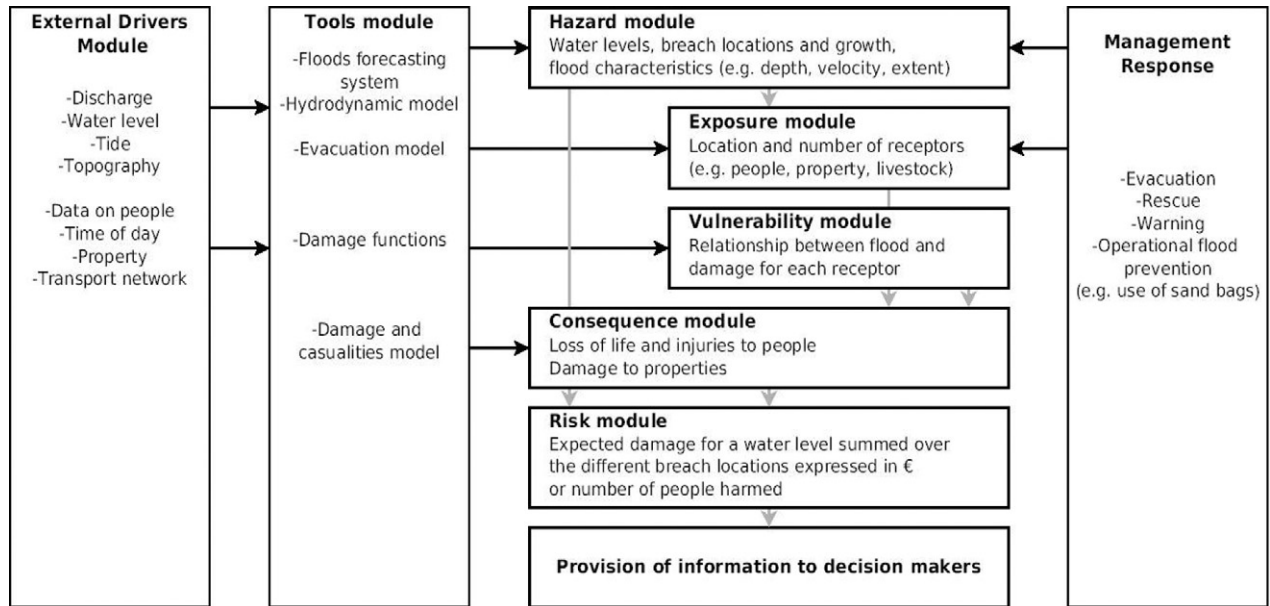 External Drivers
Module
-Discharge
-Water level
-Tide
-Topography
-Data on people
-Time of day
-Property
-Transport network
Tools module
-Floods forecasting
system
-Hydrodynamic model
-Evacuation model
-Damage functions
-Damage and
casualities model
Hazard module
Water levels, breach locations and growth,
flood characteristics (e.g. depth, velocity, extent)
Exposure module
Location and number of receptors
(e.g. people, property, livestock)
Vulnerability module
Relationship between flood and
damage for each receptor
Consequence module
Loss of life and injuries to people
Damage to properties
Risk module
Expected damage for a water level summed over
the different breach locations expressed in €
or number of people harmed
Provision of information to decision makers
Management
Response
-Evacuation
-Rescue
-Warning
-Operational flood
prevention
(e.g. use of sand bags)